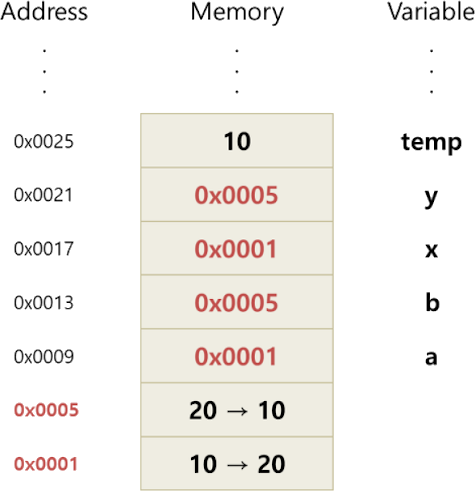 Address Memory Variable
. . .
. . .
. . .
0x0025 10 temp
0x0021 0x0005 y
0x0017 0x0001 x
0x0013 0x0005 b
0x0009 0x0001 a
0x0005 20 → 10
0x0001 10 → 20